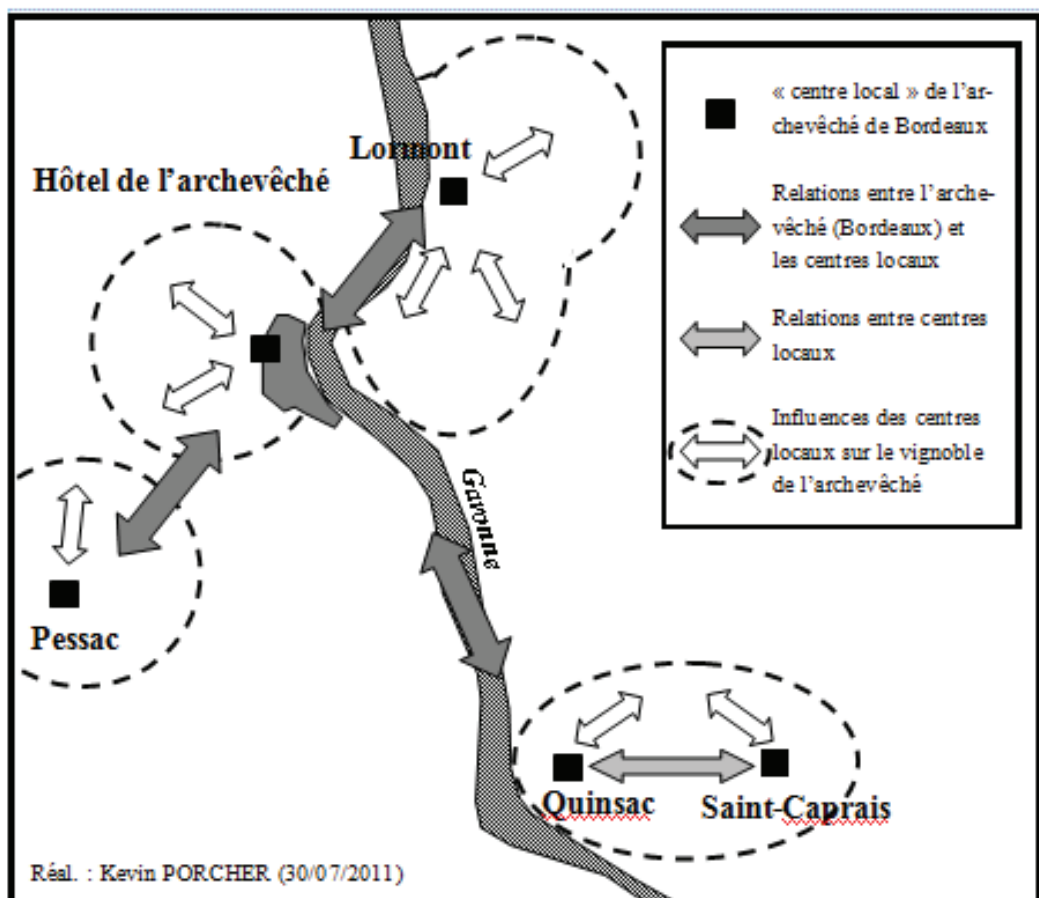 « centre local » de l'ar-
chevêché de Bordeaux
Lormont
Hôtel de l'archevêché
Relations entre l'arche-
vêché (Bordeaux) et
les centres locaux
Relations entre centres
locaux
Influences des centres
locaux sur le vignoble
de l'archevêché
Garonne
Pessac
Quinsac
Saint-Caprais
Réal. : Kevin PORCHER (30/07/2011)